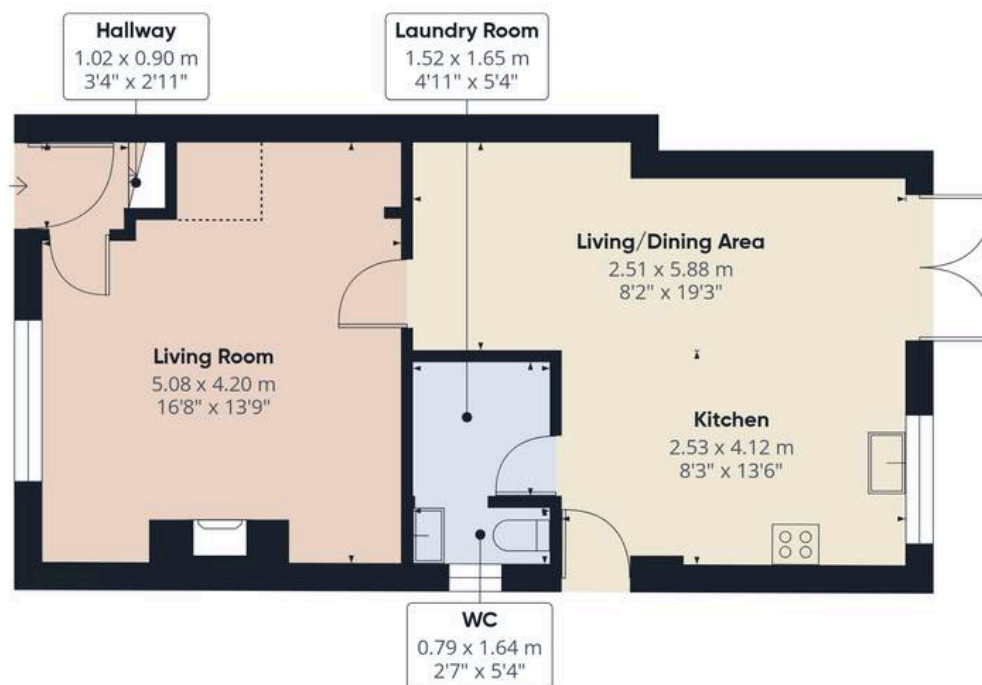 Hallway
1.02 x 0.90 m
3'4" x 2'11"
Laundry Room
1.52 x 1.65 m
4'11" x 5'4"
Living/Dining Area
2.51 x 5.88 m
8'2" x 19'3"
Living Room
5.08 x 4.20 m
16'8" x 13'9"
Kitchen
2.53 x 4.12 m
8'3" x 13'6"
WC
0.79 x 1.64 m
2'7" x 5'4"